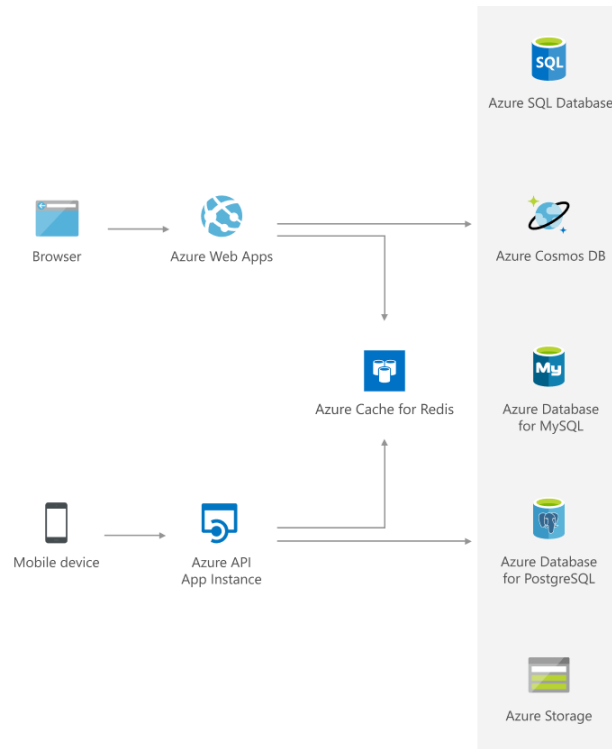 SQL
Azure SQL Database
Browser
Azure Web Apps
Azure Cosmos DB
My
Azure Cache for Redis
Azure Database
for MySQL
Mobile device
Azure API
App Instance
Azure Database
for PostgreSQL
Azure Storage